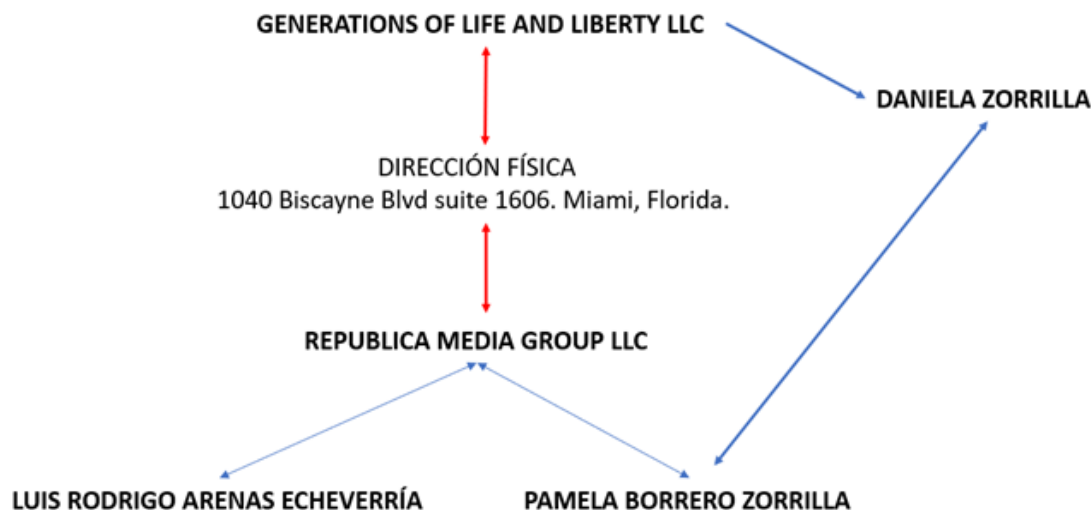 GENERATIONS OF LIFE AND LIBERTY LLC
DANIELA ZORRILLA
DIRECCIÓN FÍSICA
1040 Biscayne Blvd suite 1606. Miami, Florida.
REPUBLICA MEDIA GROUP LLC
LUIS RODRIGO ARENAS ECHEVERRÍA
PAMELA BORRERO ZORRILLA